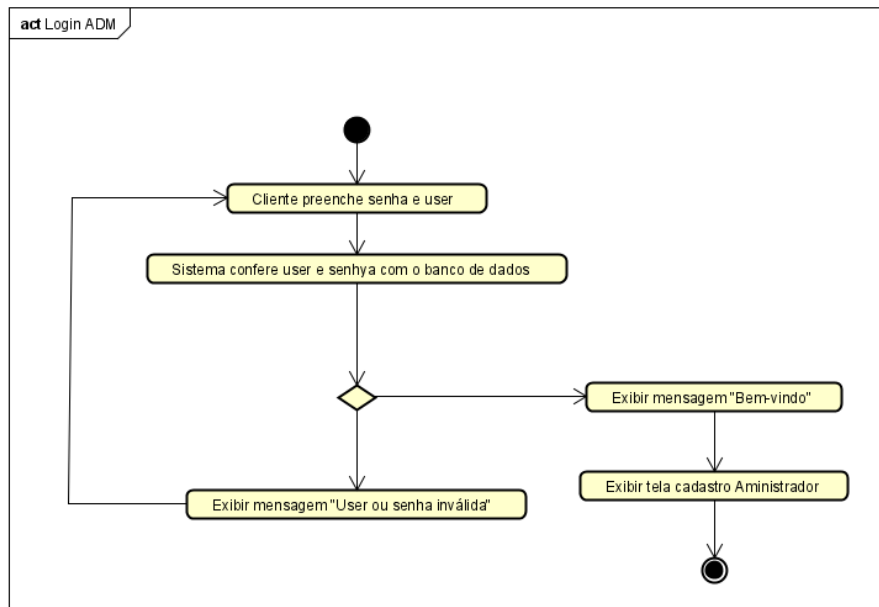 act Login ADM
Cliente preenche senha e user
Sistema confere user e senhya com o banco de dados
Exibir mensagem "Bem-vindo"
Exibir mensagem "User ou senha inválida"
Exibir tela cadastro Aministrador